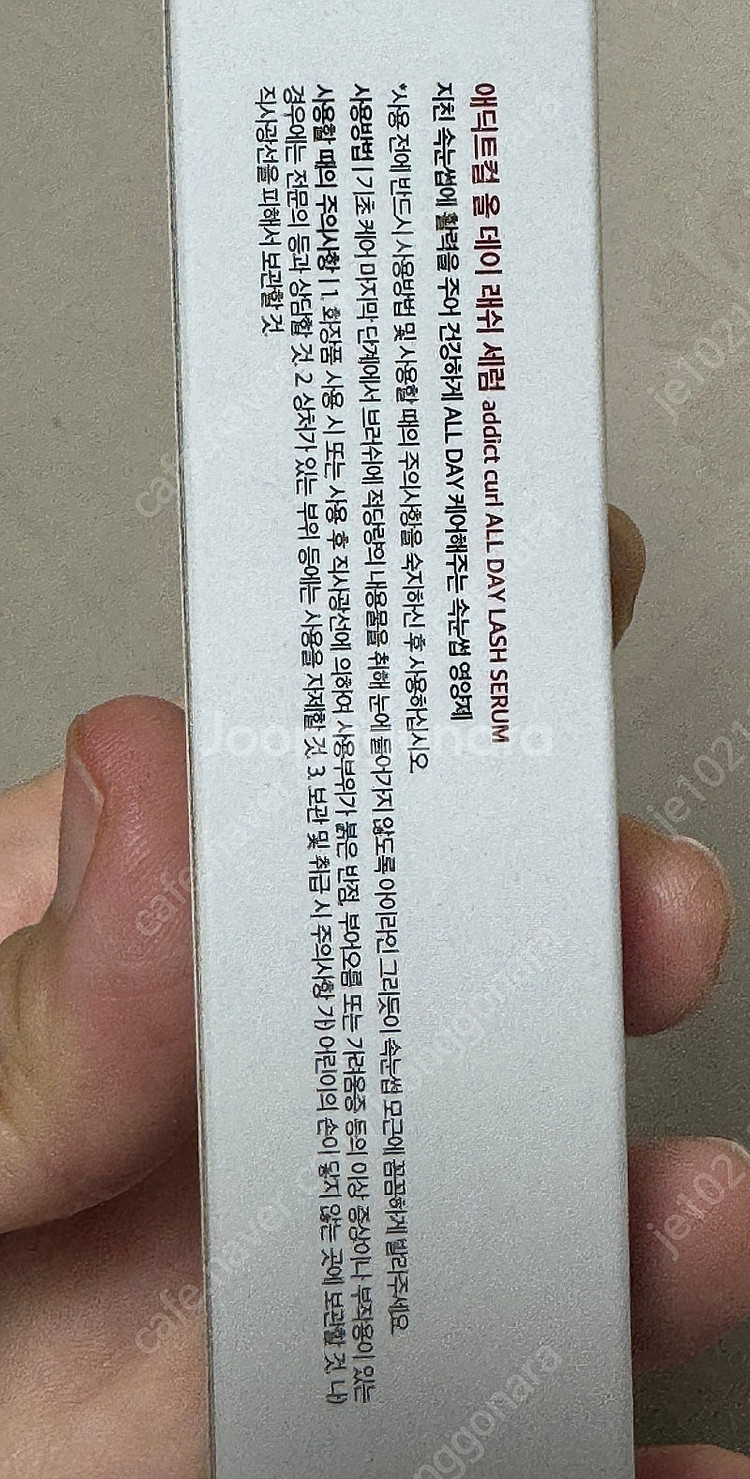 애딕트컬 올 데이 래쉬 세럼 addict curl ALL DAY LASH SERUM
지친 속눈썹에 활력을 주어 건강하게 ALL DAY 케어해주는 속눈썹 영양제
*사용 전에 반드시 사용방법 및 사용할 때의 주의사항을 숙지하신 후 사용하십시오
사용방법 | 기초 케어 마지막 단계에서 브러쉬에 적당량의 내용물을 취해 눈에 들어가지 않도록 아이라인 그리듯이 속눈썹 모근에 꼼꼼하게 발라주세요.
사용할 때의 주의사항 | 1. 화장품 사용 시 또는 사용 후 직사광선에 의하여 사용부위가 붉은 반점, 부어오름 또는 가려움증 등의 이상 증상이나 부작용이 있는
경우에는 전문의 등과 상담할 것. 2. 상처가 있는 부위 등에는 사용을 자제할 것. 3. 보관 및 취급 시 주의사항 가) 어린이의 손이 닿지 않는 곳에 보관할 것. 나)
직사광선을 피해서 보관할 것.
Joonggonara
je1021
je1021
je102
cafe.naver.
cafe.naver.
cafe.naver.c
nggonara
nggonara